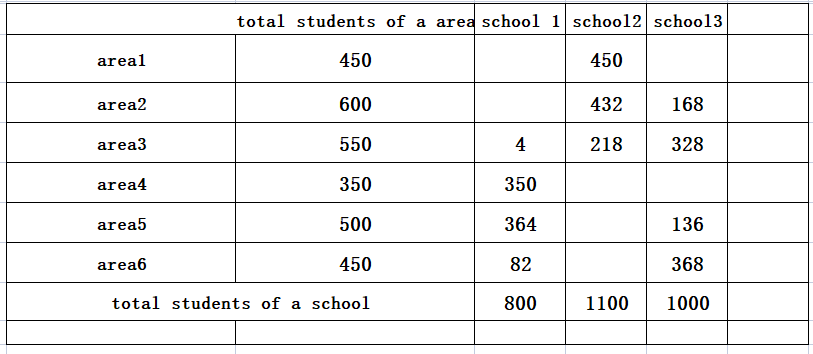 total students of a area school 1 school2 school3
area1 450 450
area2 600 432 168
area3 550 4 218 328
area4 350 350
area5 500 364 136
area6 450 82 368
total students of a school 800 1100 1000